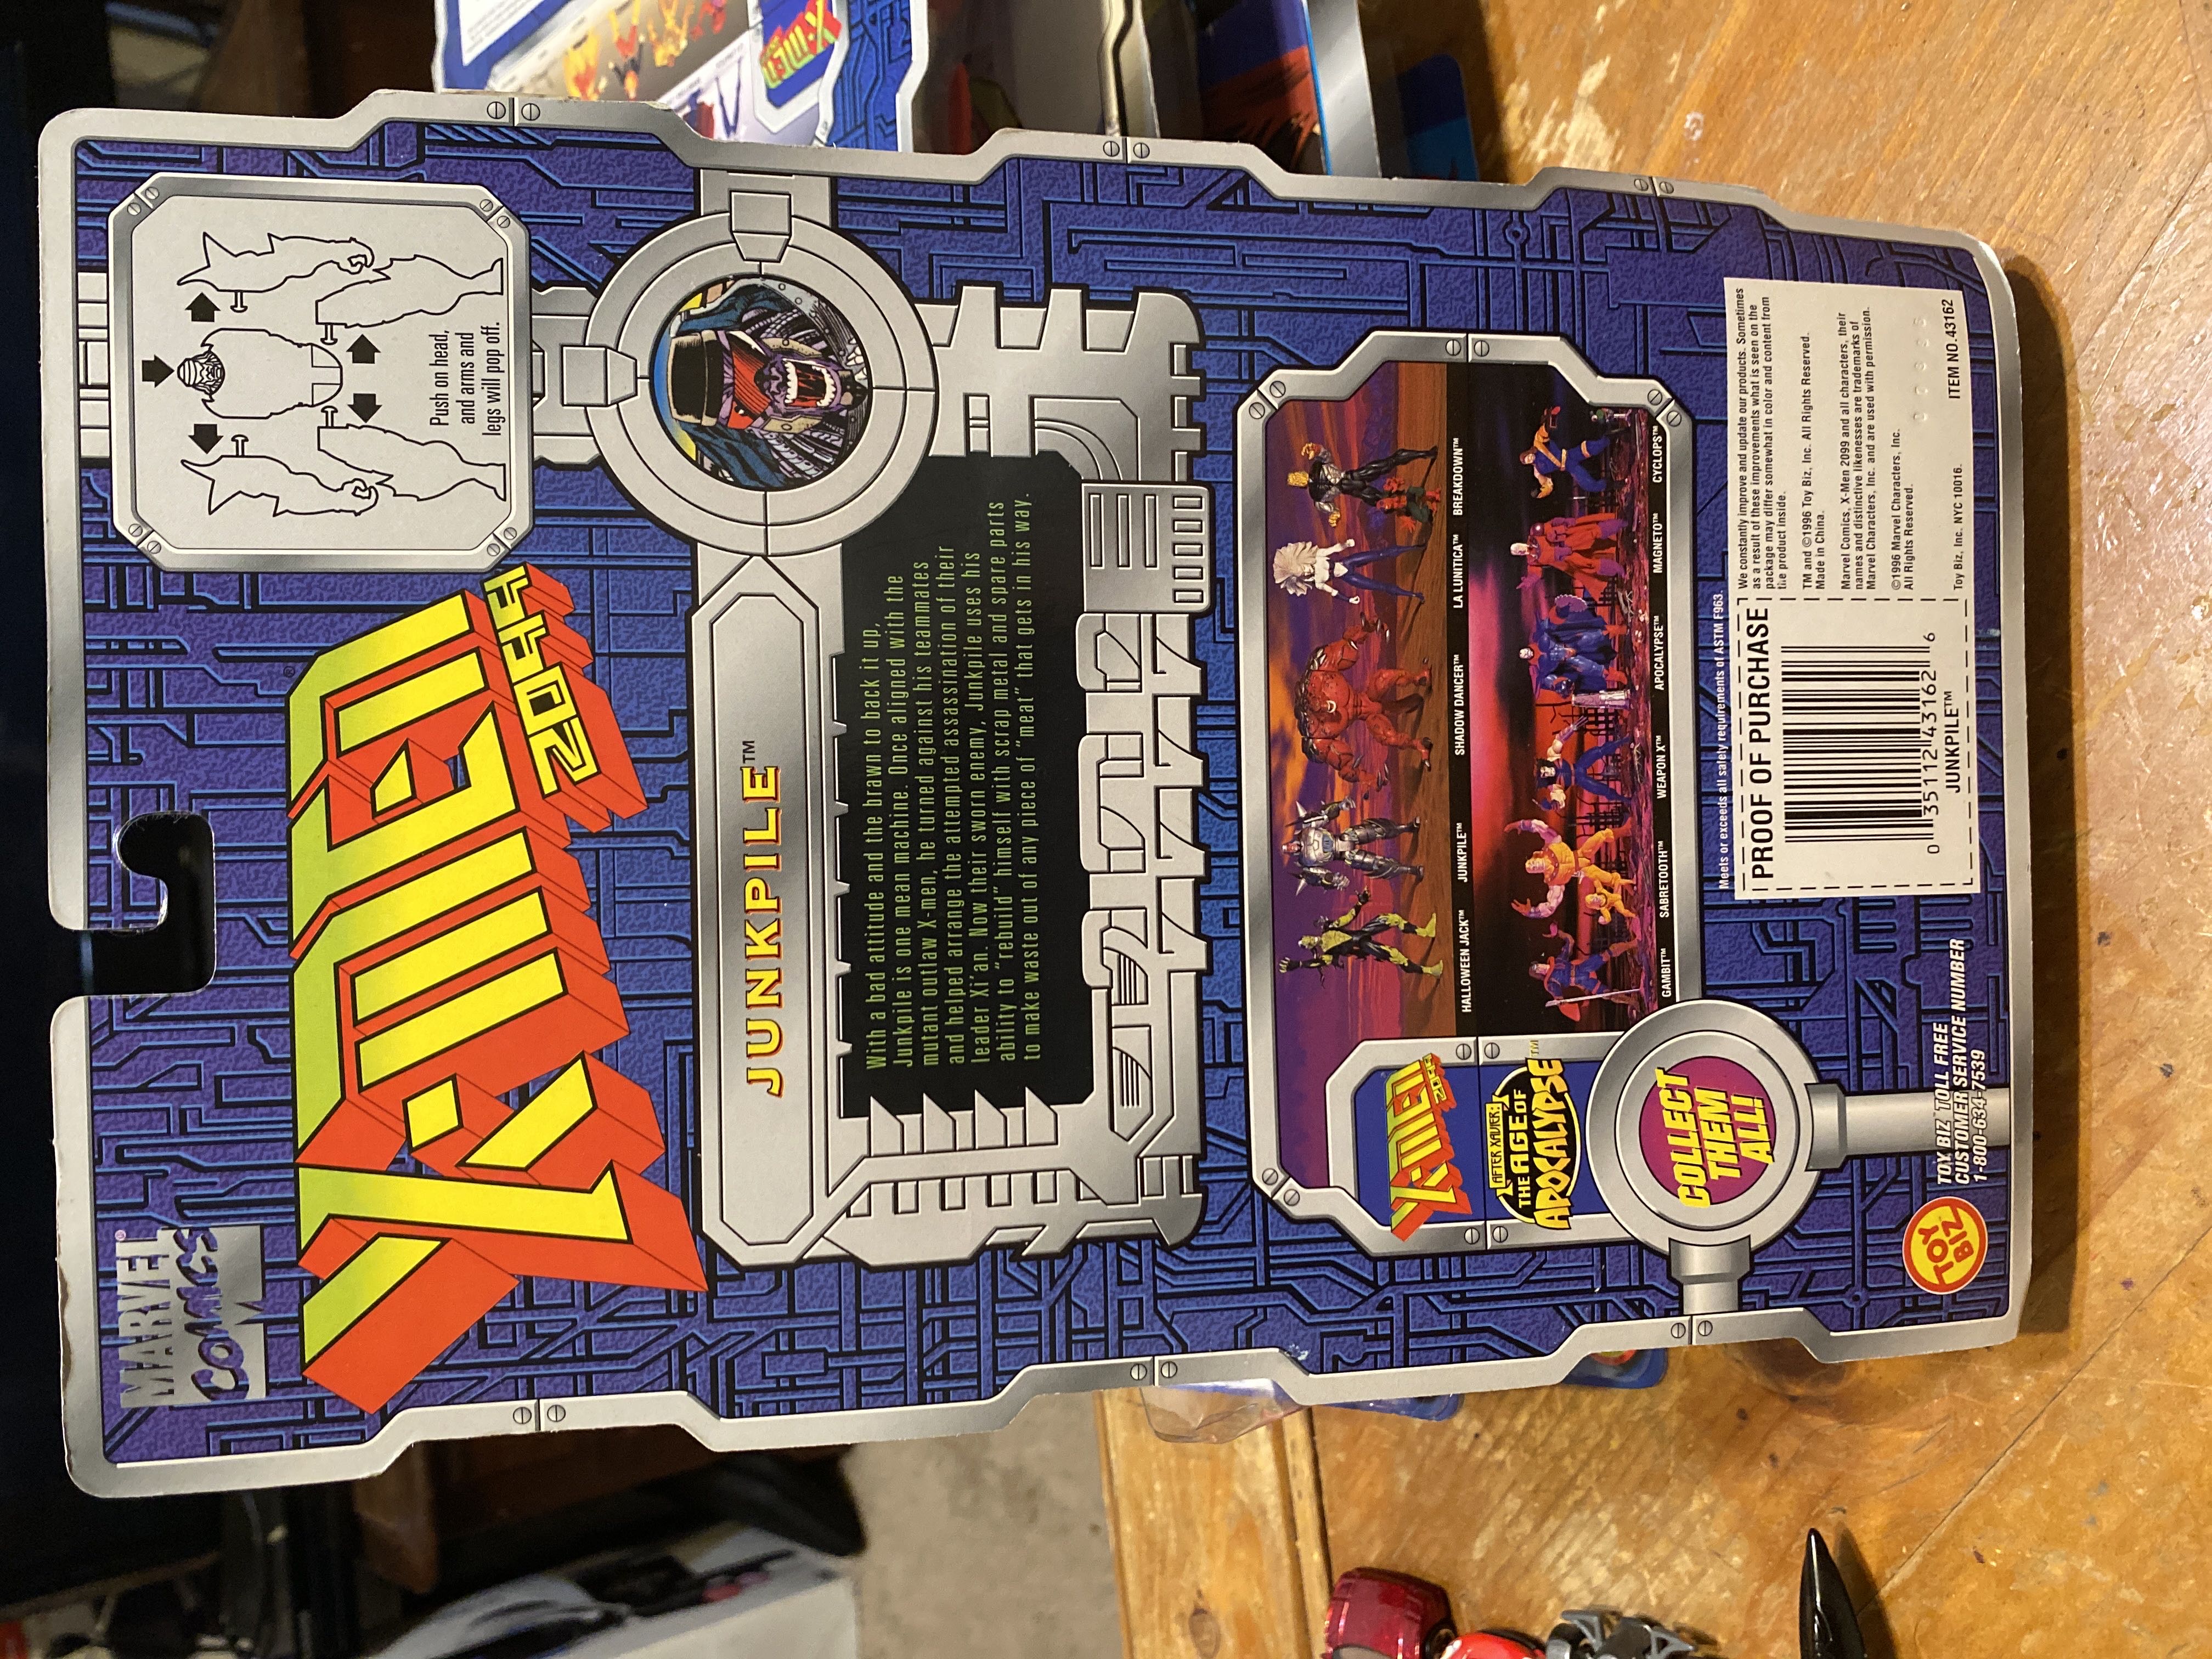 MARVEL®
COMICS
X-MEN
2099
®
Push on head,
and arms and
legs will pop off.
JUNKPILE™
With a bad attitude and the brawn to back it up,
Junkpile is one mean machine. Once aligned with the
mutant outlaw X-men, he turned against his teammates
and helped arrange the attempted assassination of their
leader Xi'an. Now their sworn enemy, Junkpile uses his
ability to "rebuild" himself with scrap metal and spare parts
to make waste out of any piece of "meat" that gets in his way.
X-MEN
2099
HALLOWEEN JACK™ JUNKPILE™ SHADOW DANCER™ LA LUNITICA™ BREAKDOWN™
AFTER XAVIER:
THE AGE OF
APOCALYPSE™
GAMBIT™ SABRETOOTH™ WEAPON X™ APOCALYPSE™ MAGNETO™ CYCLOPS™
COLLECT
THEM
ALL!
Meets or exceeds all safety requirements of ASTM F963.
PROOF OF PURCHASE
0 35112 43162 6
JUNKPILE™
We constantly improve and update our products. Sometimes
as a result of these improvements what is seen on the
package may differ somewhat in color and content from
the product inside.
TM and ©1996 Toy Biz, Inc. All Rights Reserved.
Made in China.
Marvel Comics, X-Men 2099 and all characters, their
names and distinctive likenesses are trademarks of
Marvel Characters, Inc. and are used with permission.
©1996 Marvel Characters, Inc.
All Rights Reserved.
Toy Biz, Inc. NYC 10016. ITEM NO. 43162
TOY BIZ
TOY BIZ TOLL FREE
CUSTOMER SERVICE NUMBER
1-800-634-7539
X-MEN